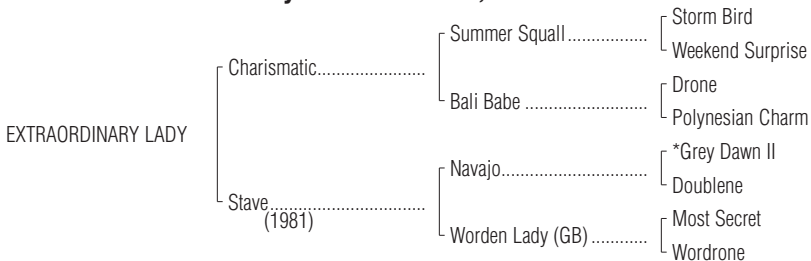 Storm Bird
Summer Squall
Weekend Surprise
Charismatic
Drone
Bali Babe
Polynesian Charm
EXTRAORDINARY LADY
*Grey Dawn II
Navajo
Doublene
Stave
(1981)
Most Secret
Worden Lady (GB)
Wordrone